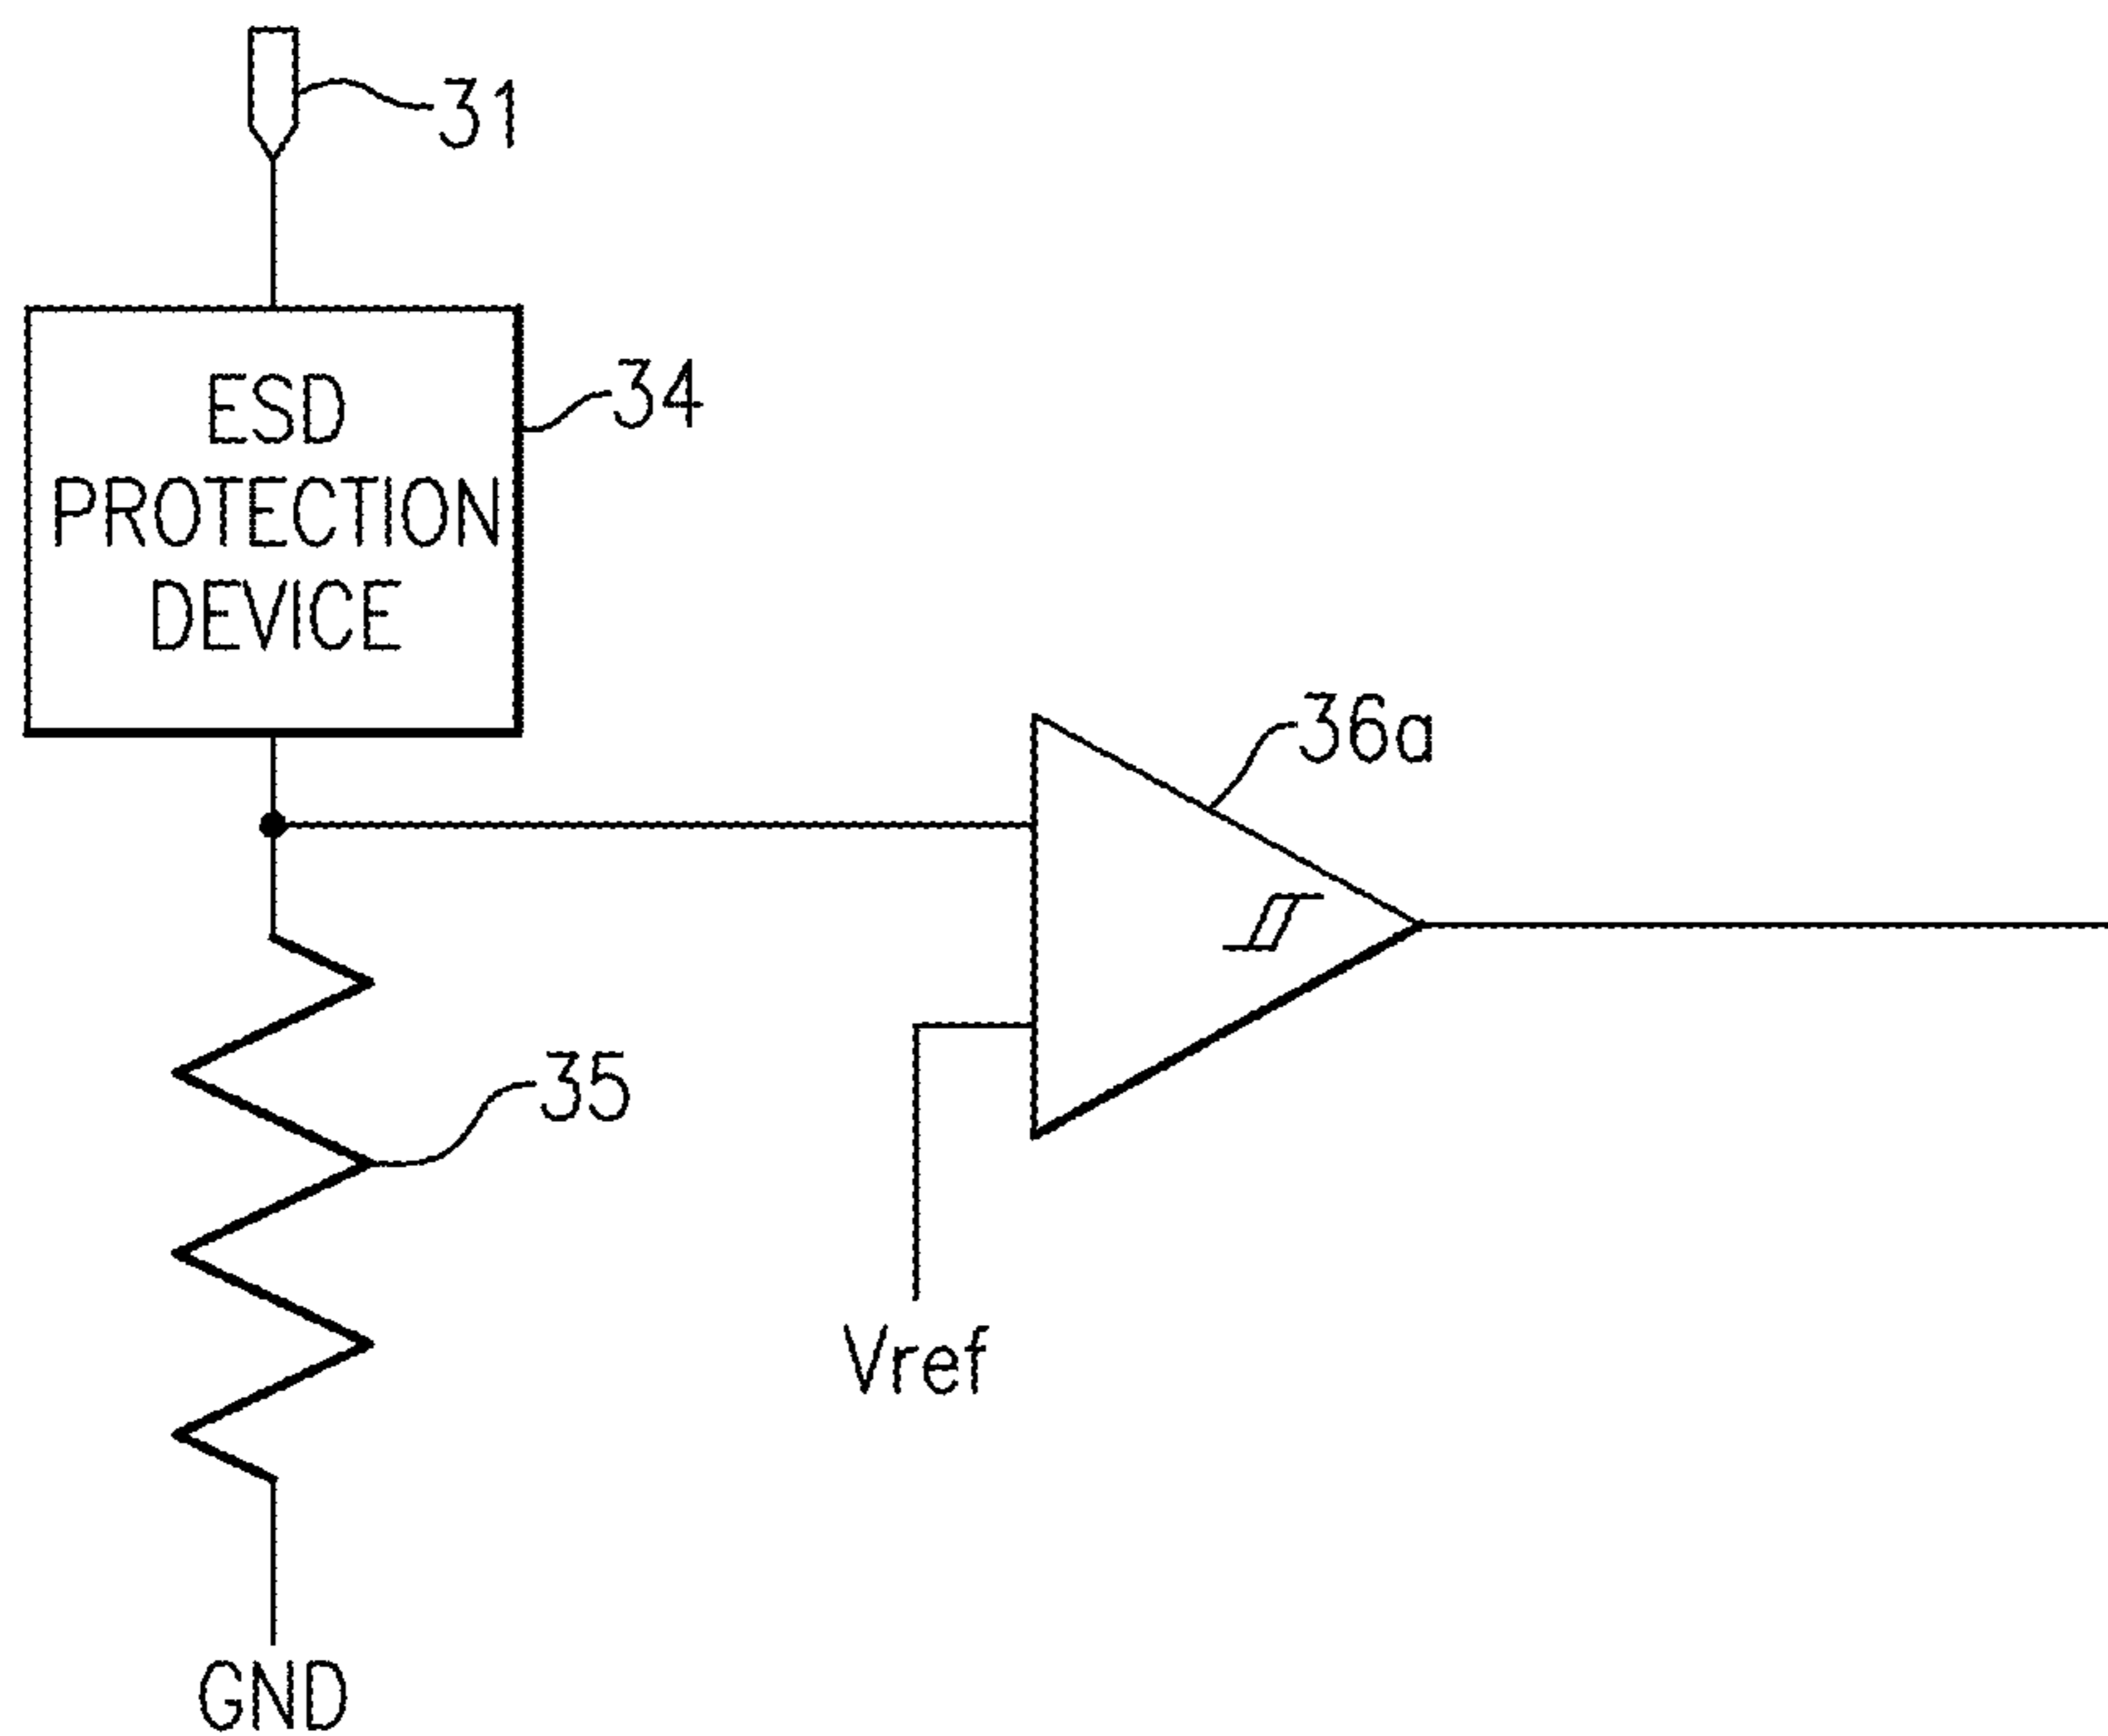 31
ESD
PROTECTION
DEVICE
34
36a
35
Vref
GND